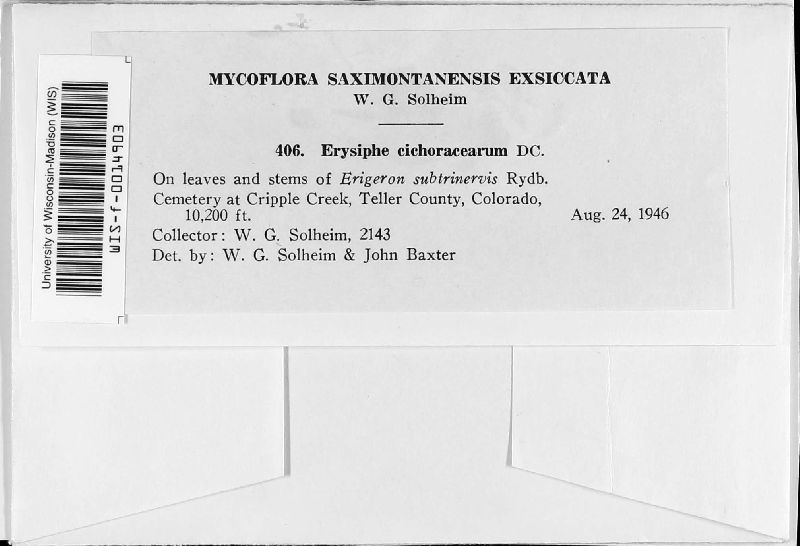 MYCOFLORA SAXIMONTANENSIS EXSICCATA
W. G. Solheim
406. Erysiphe cichoracearum DC.
On leaves and stems of Erigeron subtrinervis Rydb.
Cemetery at Cripple Creek, Teller County, Colorado,
10,200 ft. Aug. 24, 1946
Collector: W. G. Solheim, 2143
Det. by: W. G. Solheim & John Baxter
University of Wisconsin-Madison (WIS)
WIS-f-0014903